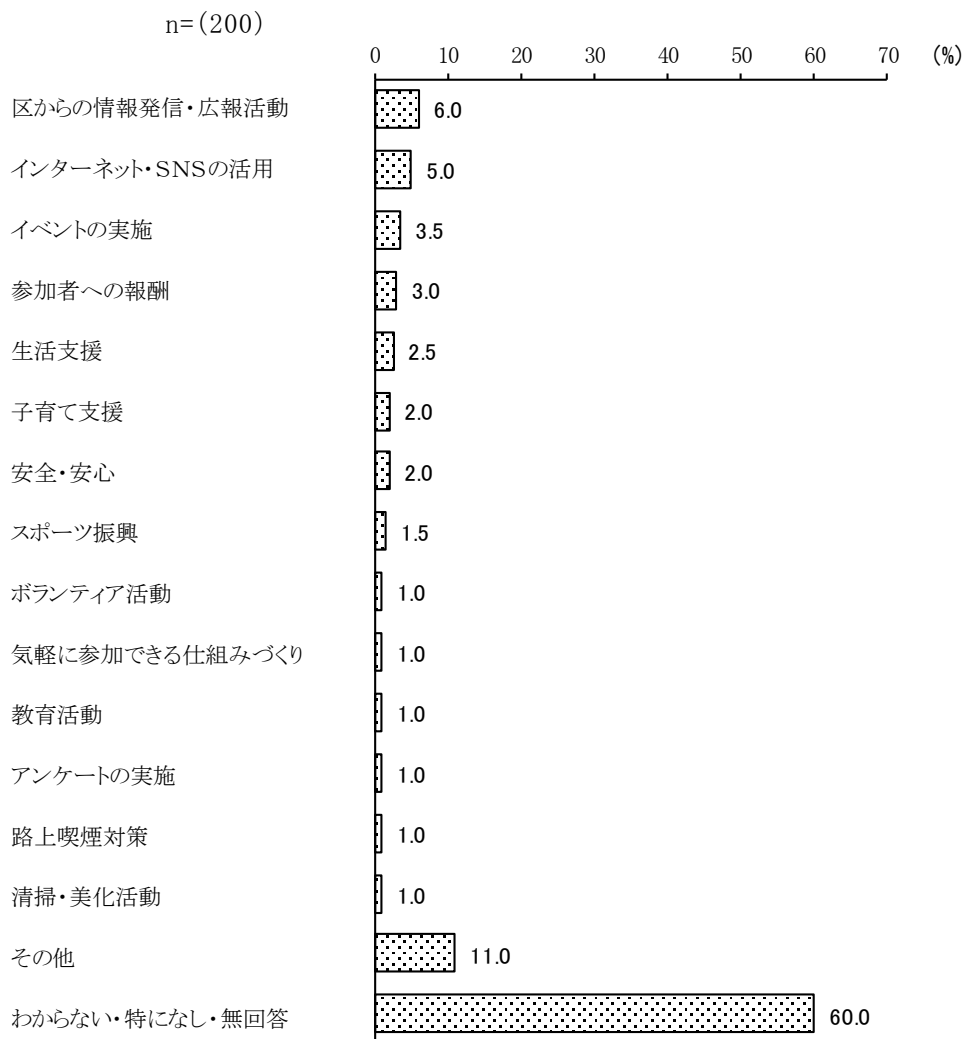 n=(200)
0 10 20 30 40 50 60 70 (%)
区からの情報発信・広報活動 6.0
インターネット・SNSの活用 5.0
イベントの実施 3.5
参加者への報酬 3.0
生活支援 2.5
子育て支援 2.0
安全・安心 2.0
スポーツ振興 1.5
ボランティア活動 1.0
気軽に参加できる仕組みづくり 1.0
教育活動 1.0
アンケートの実施 1.0
路上喫煙対策 1.0
清掃・美化活動 1.0
その他 11.0
わからない・特になし・無回答 60.0